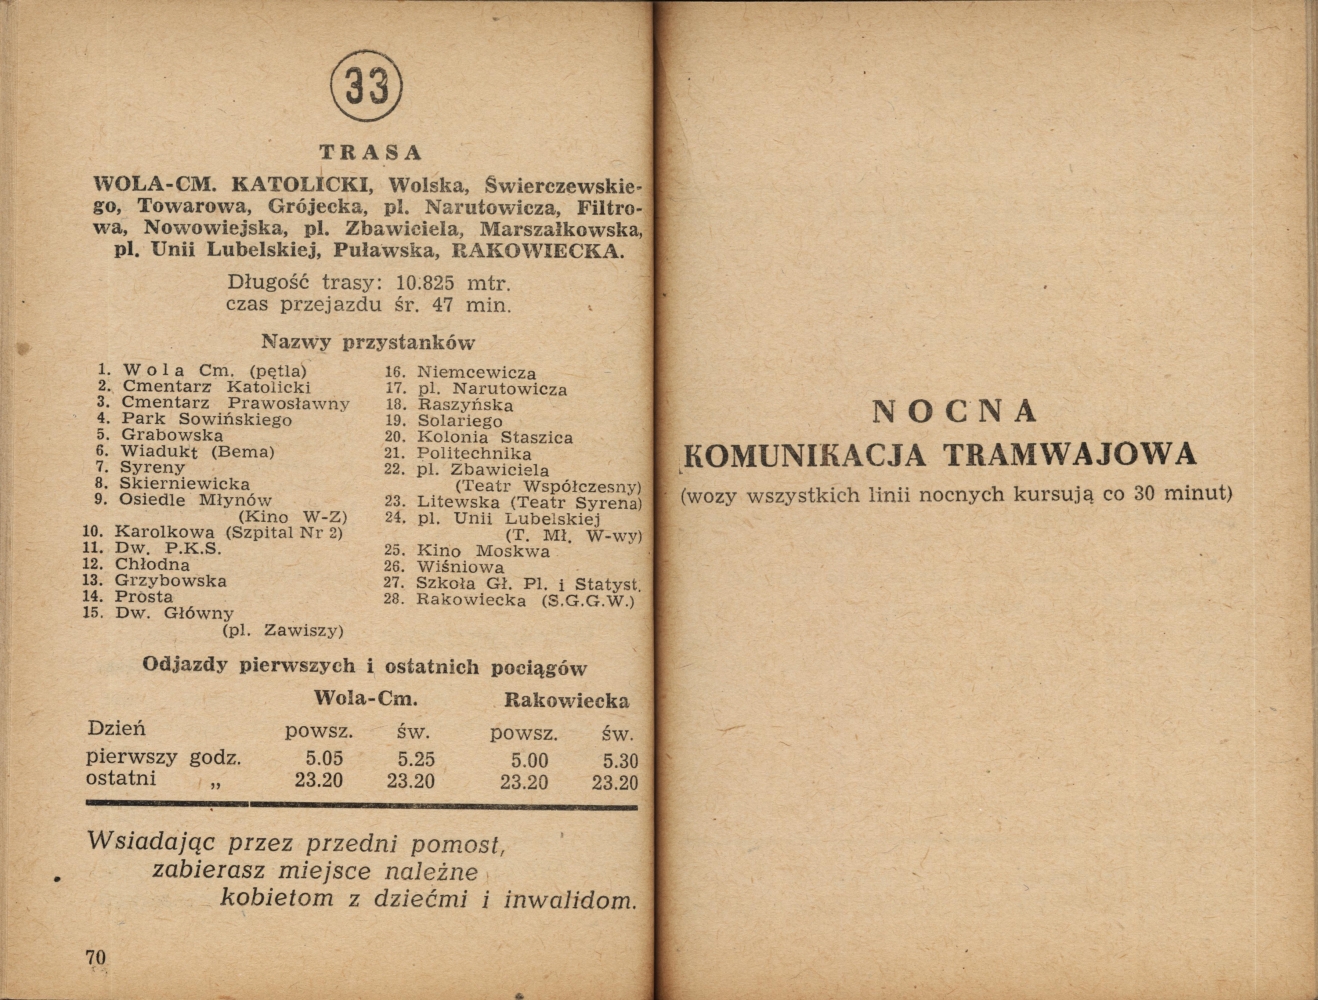 33
TRASA
WOLA-CM. KATOLICKI, Wolska, Świerczewskie-
go, Towarowa, Grójecka, pl. Narutowicza, Filtro-
wa, Nowowiejska, pl. Zbawiciela, Marszałkowska,
pl. Unii Lubelskiej, Puławska, RAKOWIECKA.
Długość trasy: 10.825 mtr.
czas przejazdu śr. 47 min.
Nazwy przystanków
1. Wola Cm. (pętla)
2. Cmentarz Katolicki
3. Cmentarz Prawosławny
4. Park Sowińskiego
5. Grabowska
6. Wiadukt (Bema)
7. Syreny
8. Skierniewicka
9. Osiedle Młynów
(Kino W-Z)
10. Karolkowa (Szpital Nr 2)
11. Dw. P.K.S.
12. Chłodna
13. Grzybowska
14. Prosta
15. Dw. Główny
(pl. Zawiszy)
16. Niemcewicza
17. pl. Narutowicza
18. Raszyńska
19. Solariego
20. Kolonia Staszica
21. Politechnika
22. pl. Zbawiciela
(Teatr Współczesny)
23. Litewska (Teatr Syrena)
24. pl. Unii Lubelskiej
(T. Mł. W-wy)
25. Kino Moskwa
26. Wiśniowa
27. Szkoła Gł. Pl. i Statyst.
28. Rakowiecka (S.G.G.W.)
Odjazdy pierwszych i ostatnich pociągów
Wola-Cm. Rakowiecka
Dzień powsz. św. powsz. św.
pierwszy godz. 5.05 5.25 5.00 5.30
ostatni „ 23.20 23.20 23.20 23.20
Wsiadając przez przedni pomost,
zabierasz miejsce należne
kobietom z dziećmi i inwalidom.
70
NOCNA
KOMUNIKACJA TRAMWAJOWA
(wozy wszystkich linii nocnych kursują co 30 minut)